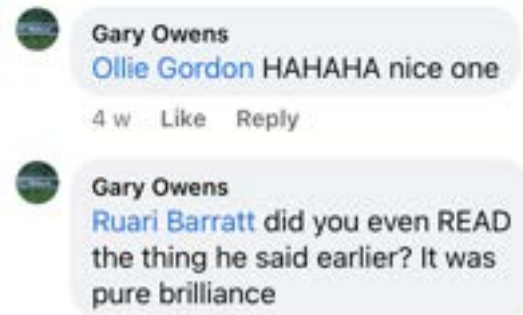 Gary Owens
Ollie Gordon HAHAHA nice one
4 w Like Reply
Gary Owens
Ruari Barratt did you even READ
the thing he said earlier? It was
pure brilliance